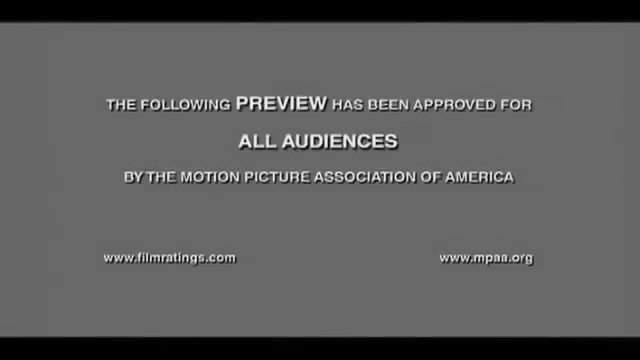 THE FOLLOWING PREVIEW HAS BEEN APPROVED FOR
ALL AUDIENCES
BY THE MOTION PICTURE ASSOCIATION OF AMERICA
www.filmratings.com www.mpaa.org